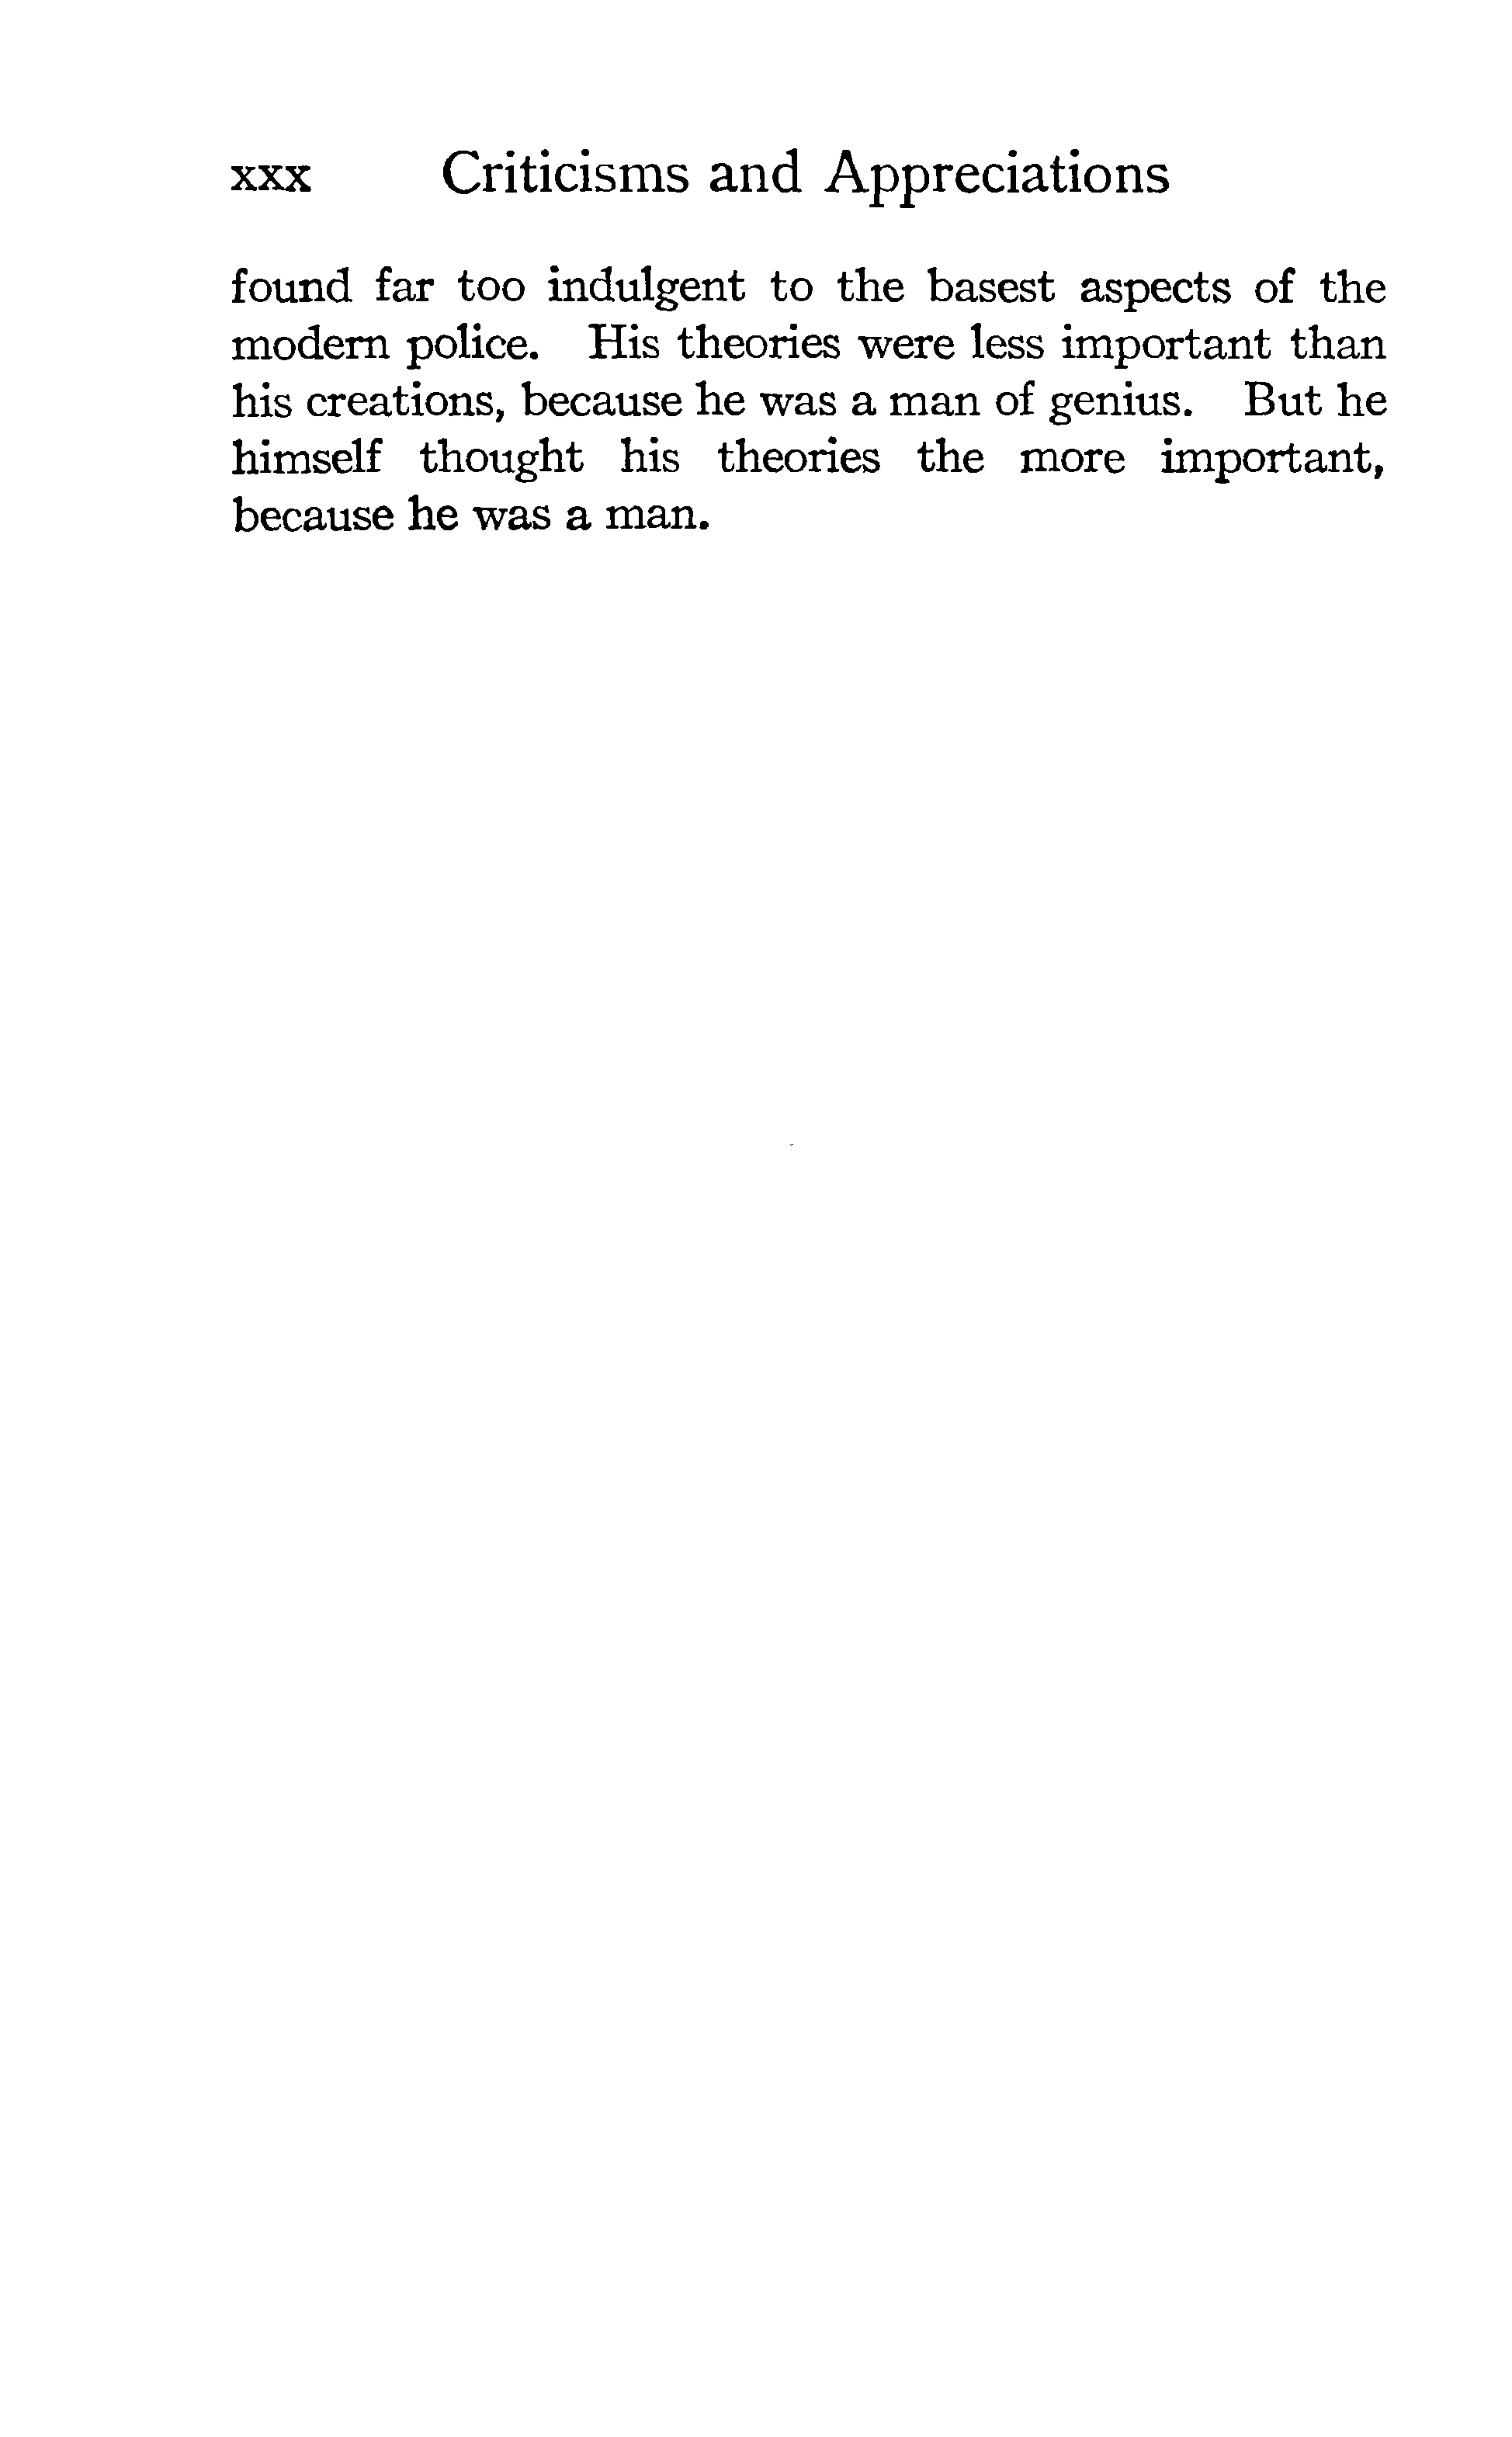 xxx Criticisms and Appreciations
found far too indulgent to the basest aspects of the
modern police. His theories were less important than
his creations, because he was a man of genius. But he
himself thought his theories the more important,
because he was a man.